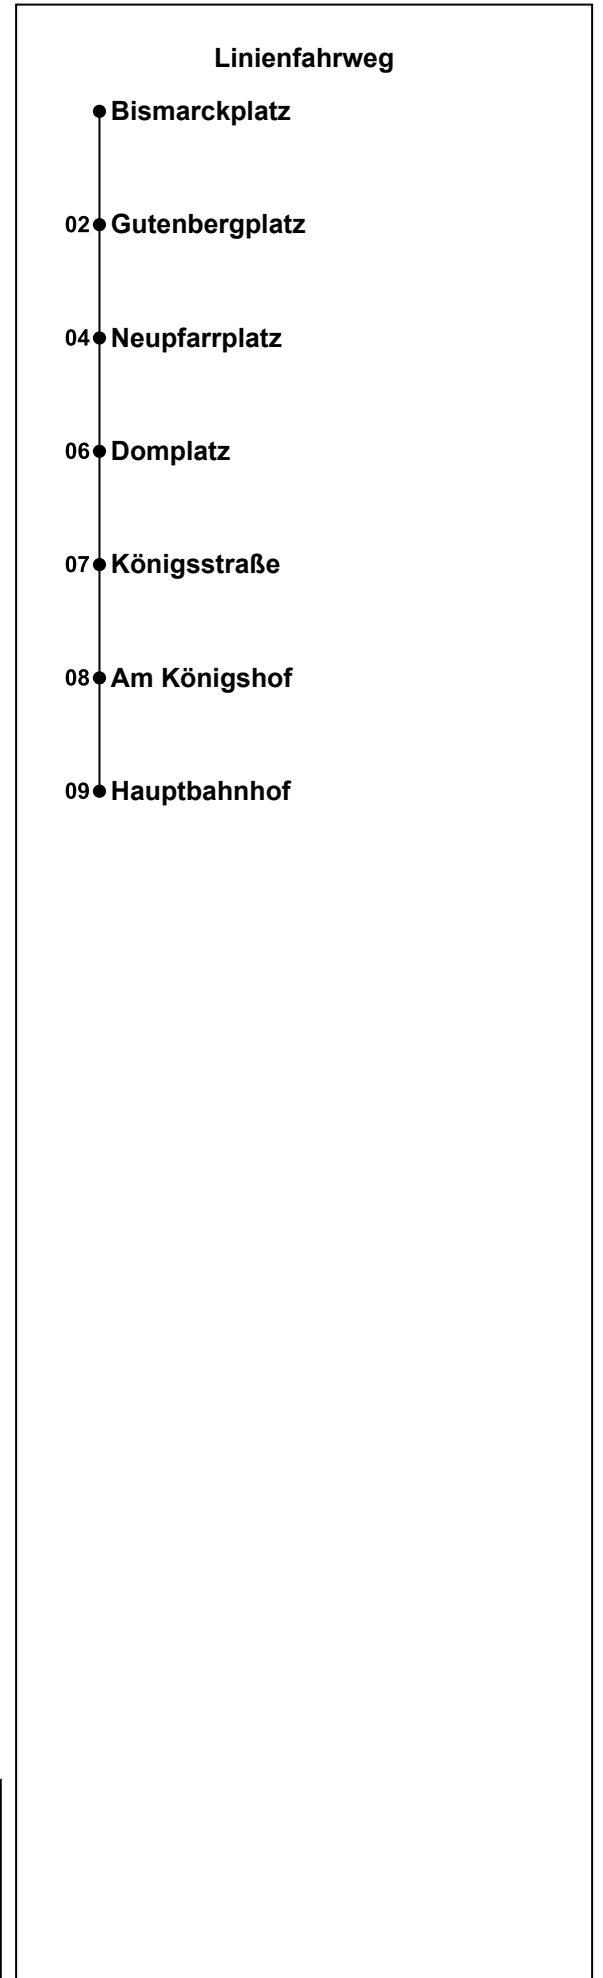 Linienfahrweg
Bismarckplatz
02 Gutenbergplatz
04 Neupfarrplatz
06 Domplatz
07 Königsstraße
08 Am Königshof
09 Hauptbahnhof